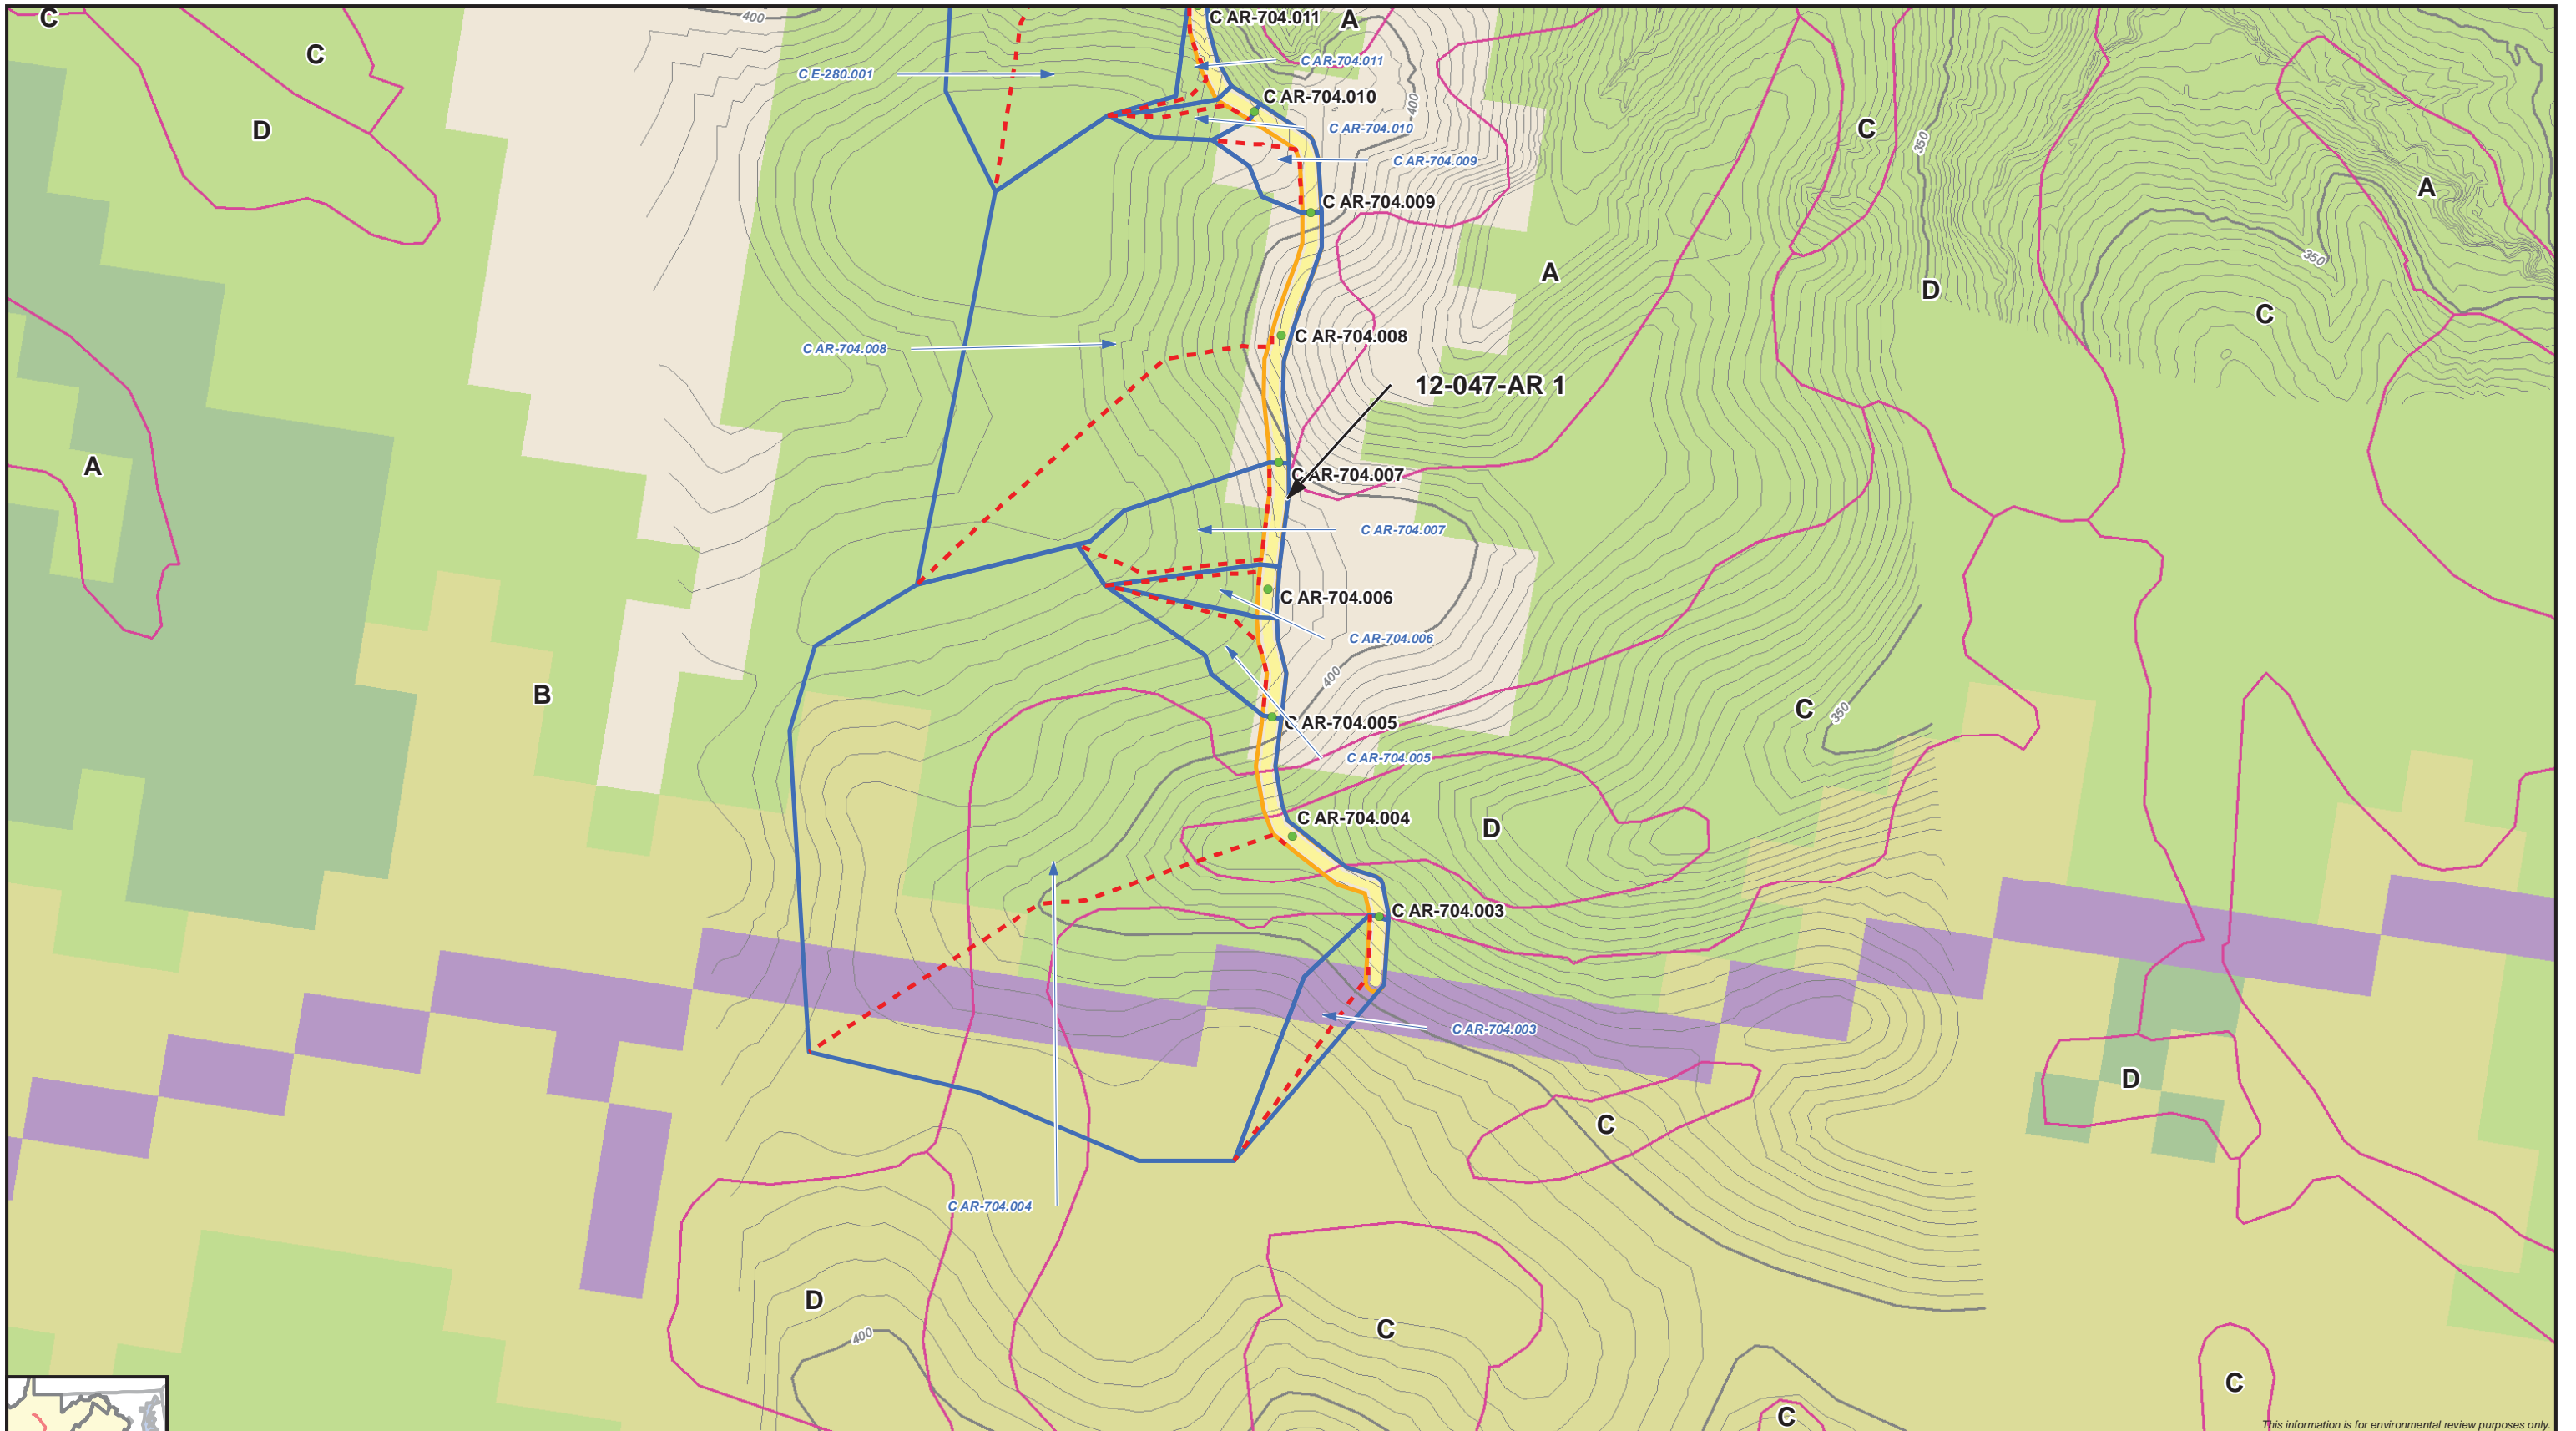 C
C
D
400
C AR-704.011
A
C E-280.001
C AR-704.011
C AR-704.010
400
C AR-704.010
C
350
C AR-704.009
A
C AR-704.009
350
A
D
C
C AR-704.008
C AR-704.008
12-047-AR 1
A
C AR-704.007
C AR-704.007
C AR-704.006
C AR-704.006
400
B
C
350
C AR-704.005
C AR-704.005
C AR-704.004
D
C AR-704.003
C AR-704.003
D
C
C AR-704.004
D
400
C
C
C
This information is for environmental review purposes only.